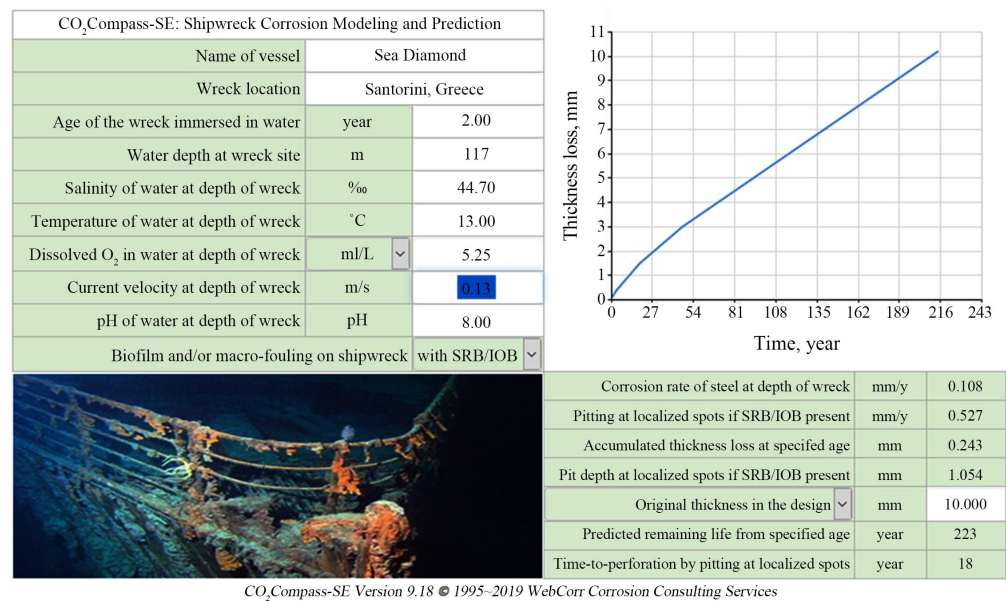 CO2Compass-SE: Shipwreck Corrosion Modeling and Prediction
Name of vessel Sea Diamond
Wreck location Santorini, Greece
Age of the wreck immersed in water year 2.00
Water depth at wreck site m 117
Salinity of water at depth of wreck ‰ 44.70
Temperature of water at depth of wreck °C 13.00
Dissolved O2 in water at depth of wreck ml/L 5.25
Current velocity at depth of wreck m/s 0.13
pH of water at depth of wreck pH 8.00
Biofilm and/or macro-fouling on shipwreck with SRB/IOB
Thickness loss, mm
11
10
9
8
7
6
5
4
3
2
1
0
0 27 54 81 108 135 162 189 216 243
Time, year
Corrosion rate of steel at depth of wreck mm/y 0.108
Pitting at localized spots if SRB/IOB present mm/y 0.527
Accumulated thickness loss at specifed age mm 0.243
Pit depth at localized spots if SRB/IOB present mm 1.054
Original thickness in the design mm 10.000
Predicted remaining life from specified age year 223
Time-to-perforation by pitting at localized spots year 18
CO2Compass-SE Version 9.18 © 1995~2019 WebCorr Corrosion Consulting Services